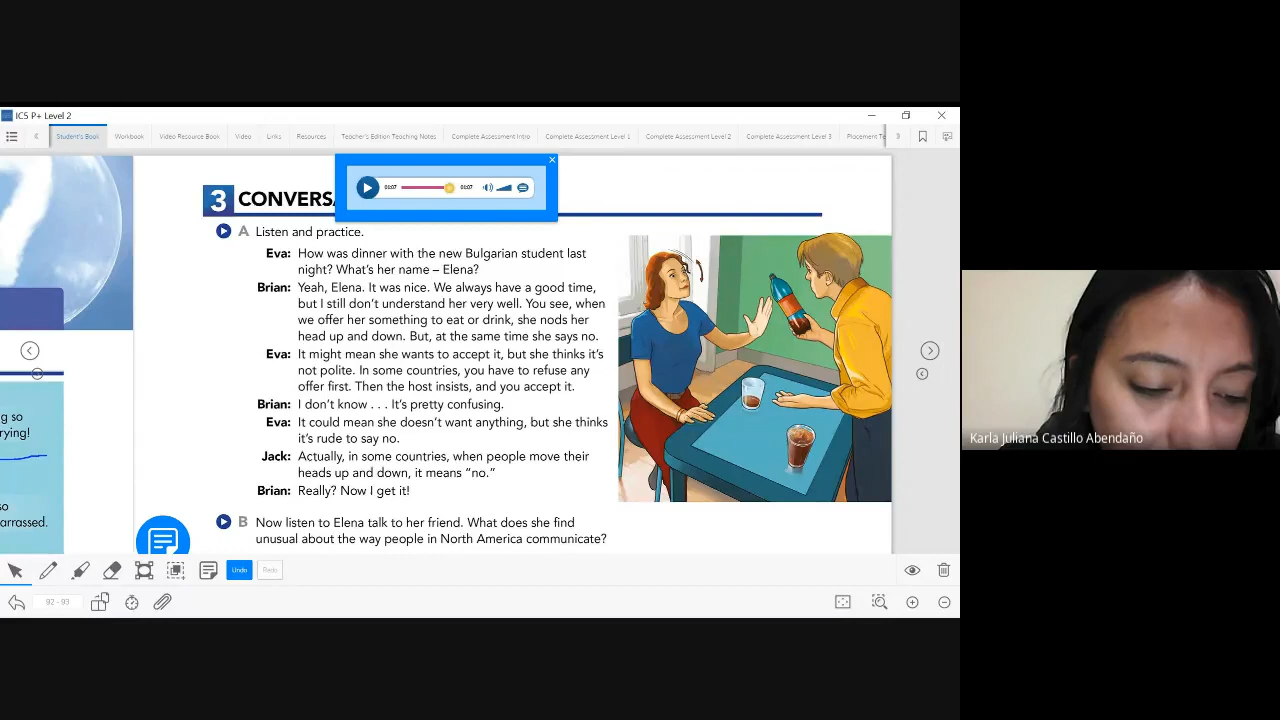 IC5 P+ Level 2
Student's Book Workbook Video Resource Book Video Links Resources Teacher's Edition Teaching Notes Complete Assessment Intro Complete Assessment Level 1 Complete Assessment Level 2 Complete Assessment Level 3 Placement Te
01:07 01:07
3 CONVERSA
A Listen and practice.
Eva: How was dinner with the new Bulgarian student last
night? What's her name – Elena?
Brian: Yeah, Elena. It was nice. We always have a good time,
but I still don't understand her very well. You see, when
we offer her something to eat or drink, she nods her
head up and down. But, at the same time she says no.
Eva: It might mean she wants to accept it, but she thinks it's
not polite. In some countries, you have to refuse any
offer first. Then the host insists, and you accept it.
Brian: I don't know . . . It's pretty confusing.
Eva: It could mean she doesn't want anything, but she thinks
it's rude to say no.
Jack: Actually, in some countries, when people move their
heads up and down, it means “no.”
Brian: Really? Now I get it!
B Now listen to Elena talk to her friend. What does she find
unusual about the way people in North America communicate?
g so
rying!
so
arrassed.
Undo Redo
92 - 93
Karla Juliana Castillo Abendaño